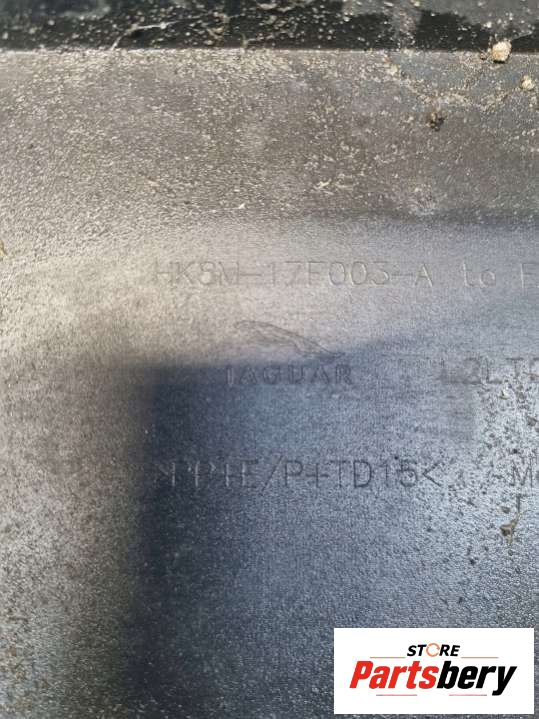 HK8M-17F003-A to F
JAGUAR
>PP+E/P+TD15<
STORE
Partsbery